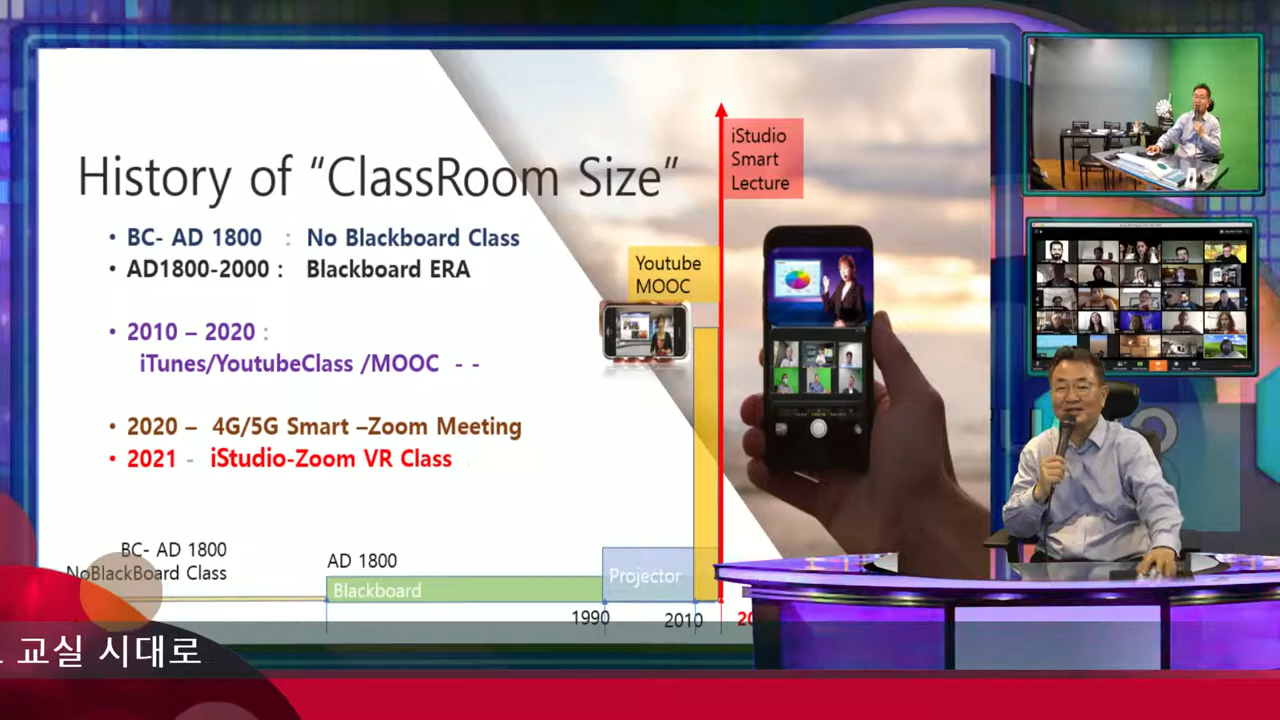 History of “ClassRoom Size”
• BC- AD 1800 : No Blackboard Class
• AD1800-2000 : Blackboard ERA
• 2010 – 2020 :
iTunes/YoutubeClass /MOOC - -
• 2020 – 4G/5G Smart –Zoom Meeting
• 2021 - iStudio-Zoom VR Class
iStudio
Smart
Lecture
Youtube
MOOC
BC- AD 1800
NoBlackBoard Class
AD 1800
Blackboard
Projector
1990
2010
교실 시대로